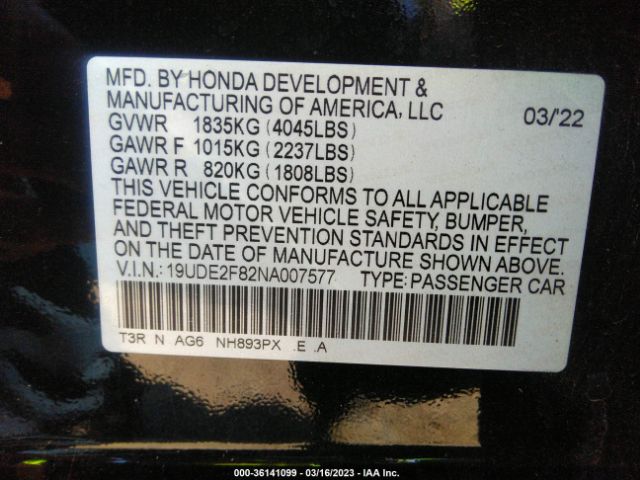 MFD. BY HONDA DEVELOPMENT &
MANUFACTURING OF AMERICA, LLC 03/'22
GVWR 1835KG (4045LBS)
GAWR F 1015KG (2237LBS)
GAWR R 820KG (1808LBS)
THIS VEHICLE CONFORMS TO ALL APPLICABLE
FEDERAL MOTOR VEHICLE SAFETY, BUMPER,
AND THEFT PREVENTION STANDARDS IN EFFECT
ON THE DATE OF MANUFACTURE SHOWN ABOVE.
V.I.N.: 19UDE2F82NA007577 TYPE: PASSENGER CAR
T3R N AG6 NH893PX .E .A
000-36141099 - 03/16/2023 - IAA Inc.